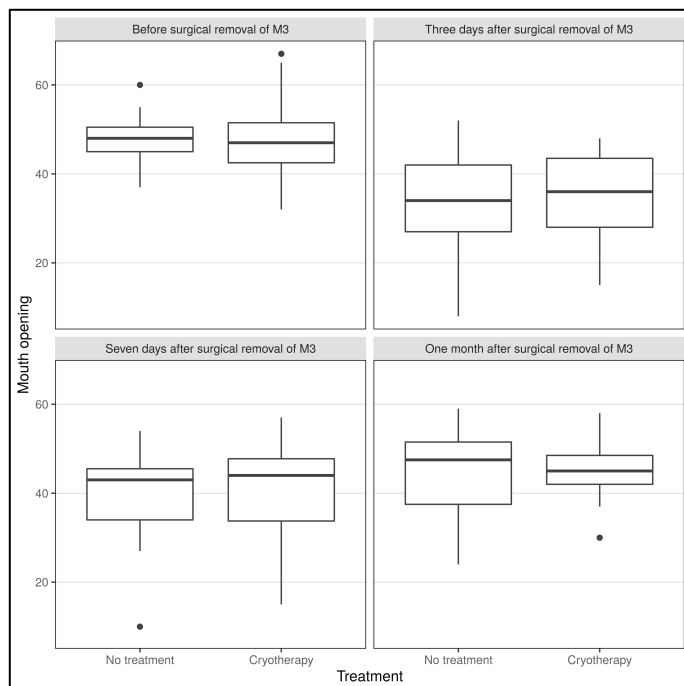 Before surgical removal of M3
Three days after surgical removal of M3
60
40
20
Mouth opening
Seven days after surgical removal of M3
One month after surgical removal of M3
60
40
20
No treatment
Cryotherapy
No treatment
Cryotherapy
Treatment